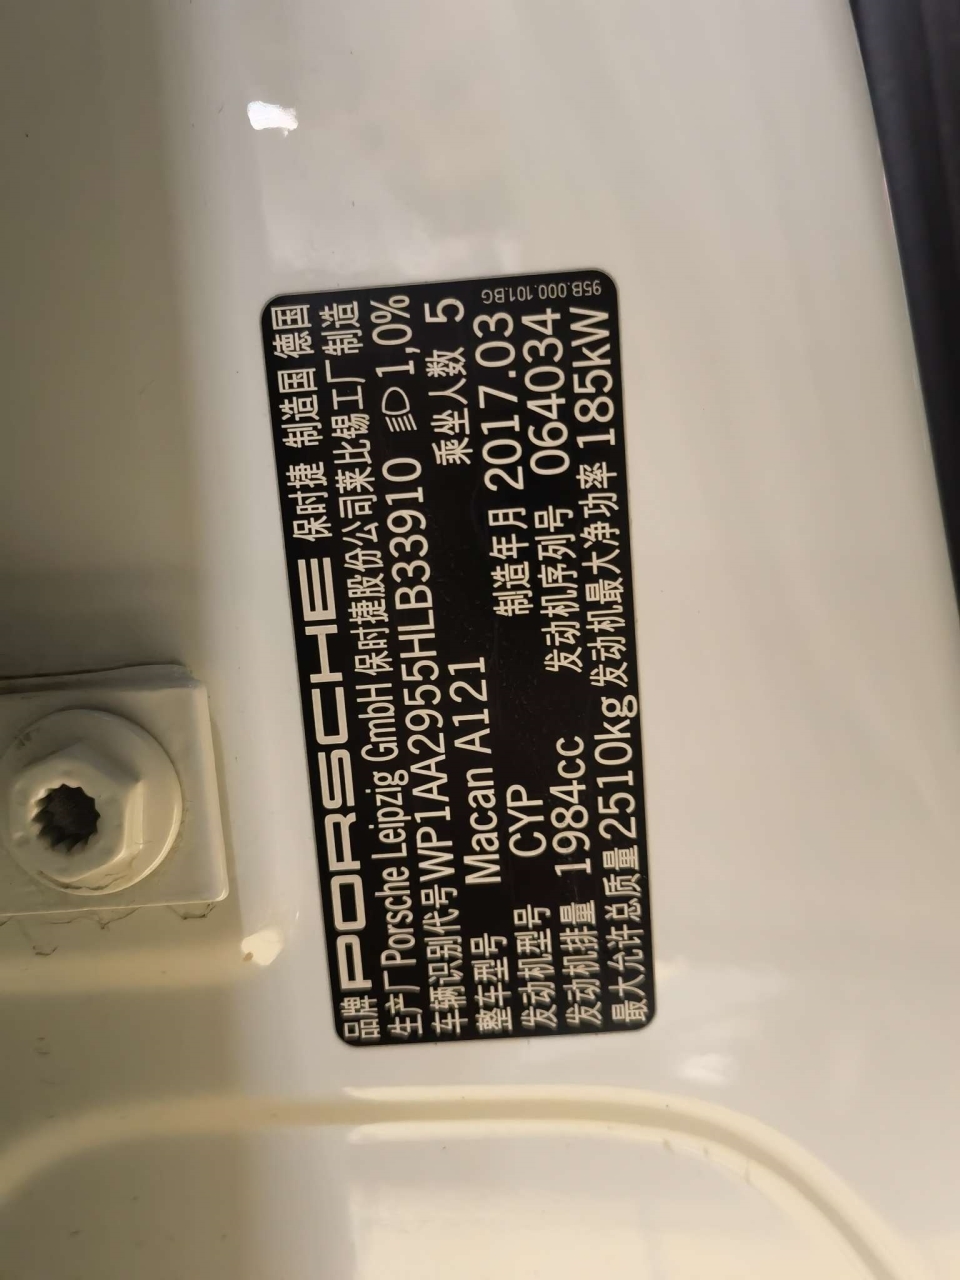 品牌 PORSCHE 保时捷 制造国 德国
生产厂 Porsche Leipzig GmbH 保时捷股份公司莱比锡工厂制造
车辆识别代号 WP1AA2955HLB33910 1,0%
整车型号 Macan A121 乘坐人数 5
发动机型号 CYP 制造年月 2017.03
发动机排量 1984cc 发动机序列号 064034
最大允许总质量 2510kg 发动机最大净功率 185kW
95B.000.101.BG